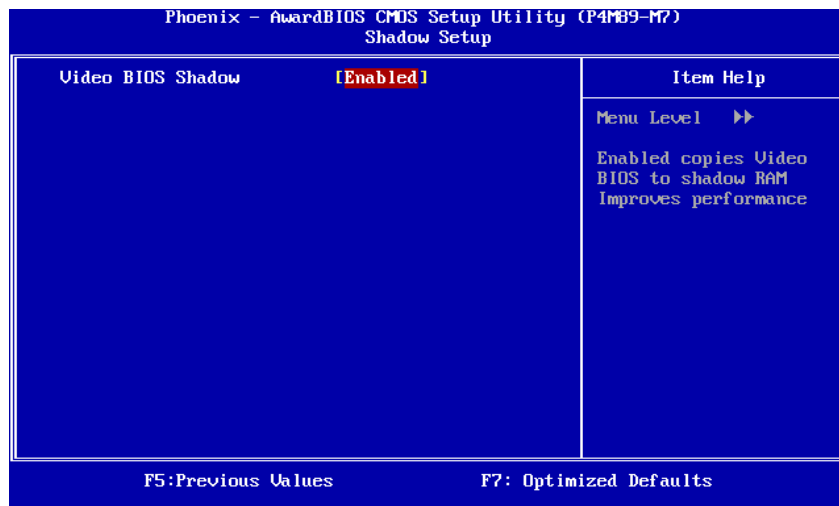 Phoenix - AwardBIOS CMOS Setup Utility (P4M89-M7)
Shadow Setup
Video BIOS Shadow [Enabled]
Item Help
Menu Level
Enabled copies Video
BIOS to shadow RAM
Improves performance
F5:Previous Values F7: Optimized Defaults